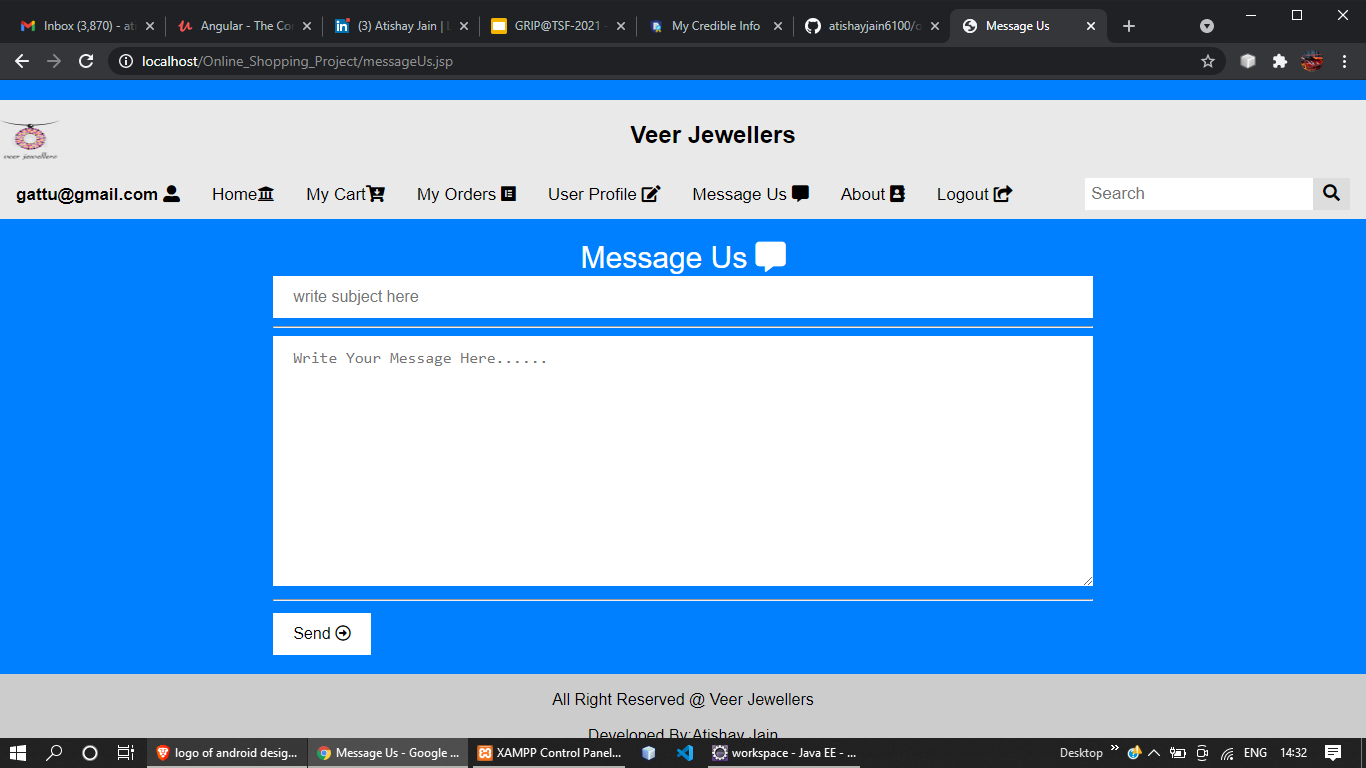 Inbox (3,870) - ati
Angular - The Co
(3) Atishay Jain |
GRIP@TSF-2021 -
My Credible Info
atishayjain6100/o
Message Us
localhost/Online_Shopping_Project/messageUs.jsp
veer jewellers
Veer Jewellers
gattu@gmail.com Home My Cart My Orders User Profile Message Us About Logout Search
Message Us
write subject here
Write Your Message Here......
Send
All Right Reserved @ Veer Jewellers
Developed By:Atishay Jain
logo of android desig...
Message Us - Google ...
XAMPP Control Panel...
workspace - Java EE - ...
Desktop
ENG
14:32